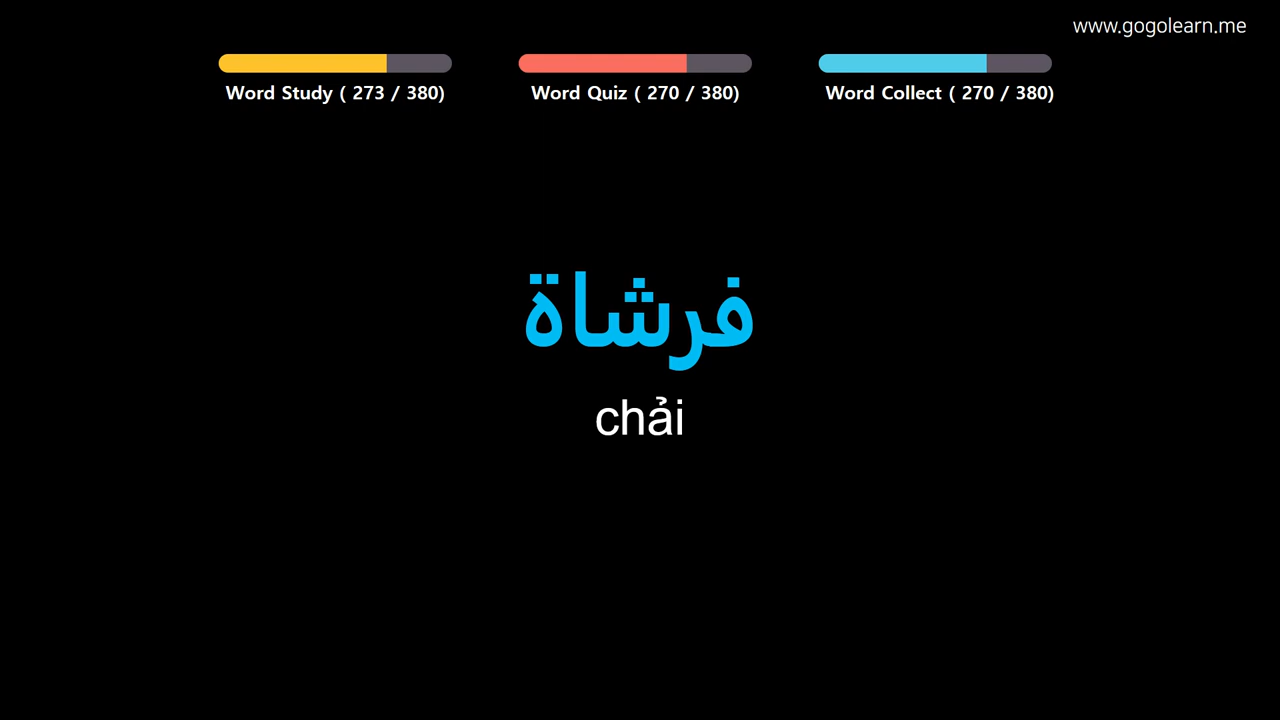 www.gogolearn.me
Word Study ( 273 / 380)
Word Quiz ( 270 / 380)
Word Collect ( 270 / 380)
فرشاة
chải